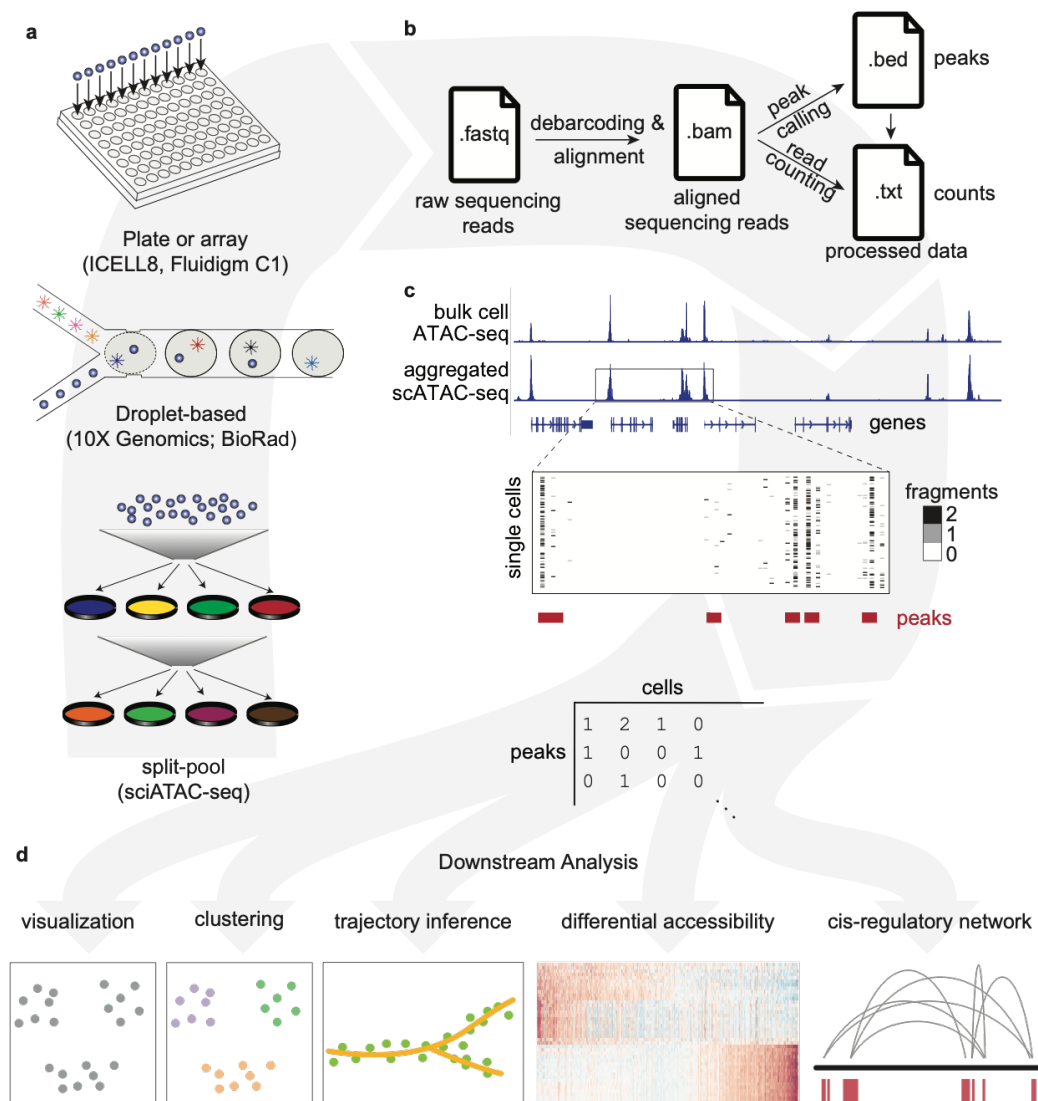 a
Plate or array
(ICELL8, Fluidigm C1)
Droplet-based
(10X Genomics; BioRad)
split-pool
(sciATAC-seq)
b
.fastq
raw sequencing
reads
debarcoding &
alignment
.bam
aligned
sequencing reads
peak
calling
read
counting
.bed
peaks
.txt
counts
processed data
c
bulk cell
ATAC-seq
aggregated
scATAC-seq
genes
single cells
fragments
2
1
0
peaks
cells
peaks
1 2 1 0
1 0 0 1
0 1 0 0
. . .
d
Downstream Analysis
visualization
clustering
trajectory inference
differential accessibility
cis-regulatory network